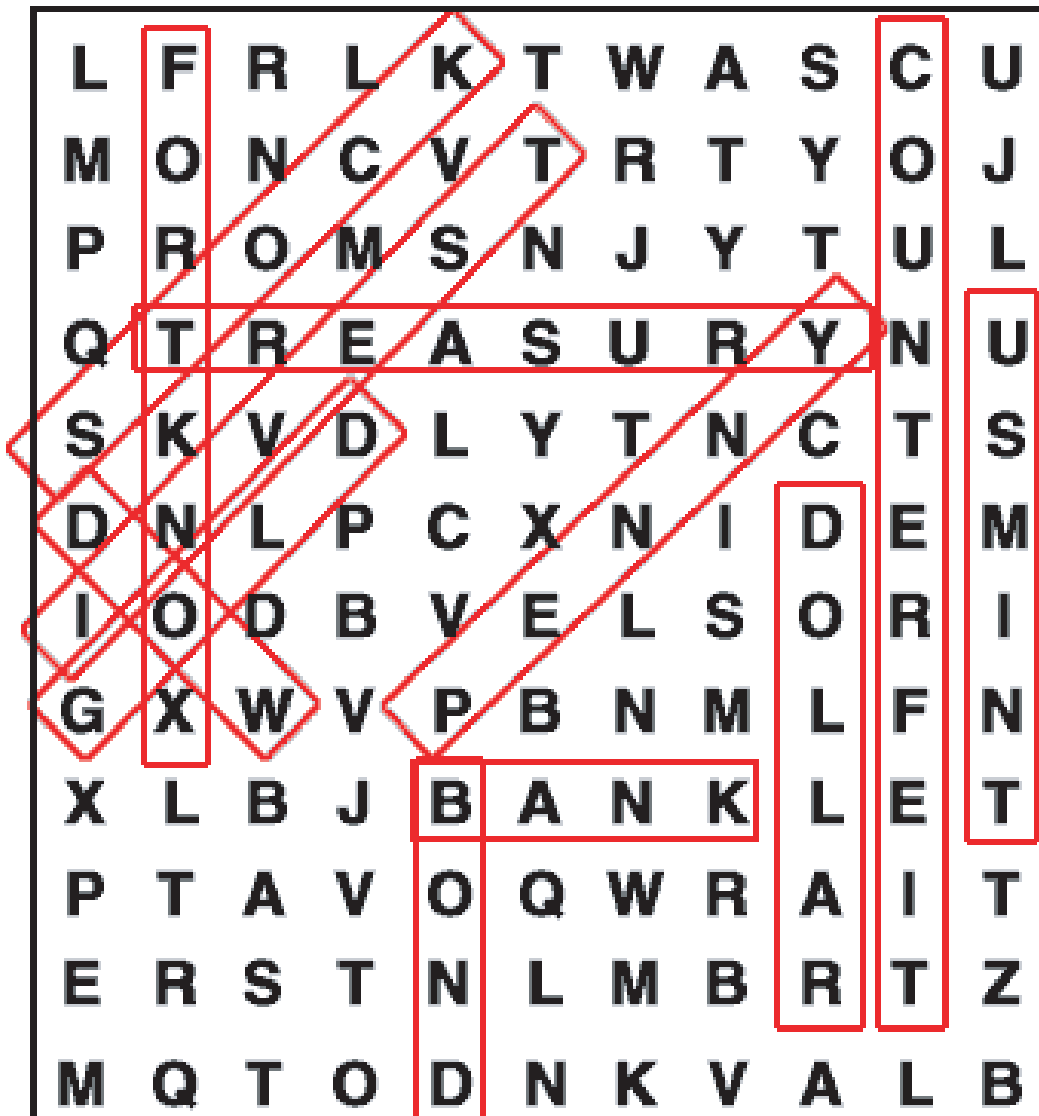 L F R L K T W A S C U
M O N C V T R T Y O J
P R O M S N J Y T U L
Q T R E A S U R Y N U
S K V D L Y T N C T S
D N L P C X N I D E M
I O D B V E L S O R I
G X W V P B N M L F N
X L B J B A N K L E T
P T A V O Q W R A I T
E R S T N L M B R T Z
M Q T O D N K V A L B